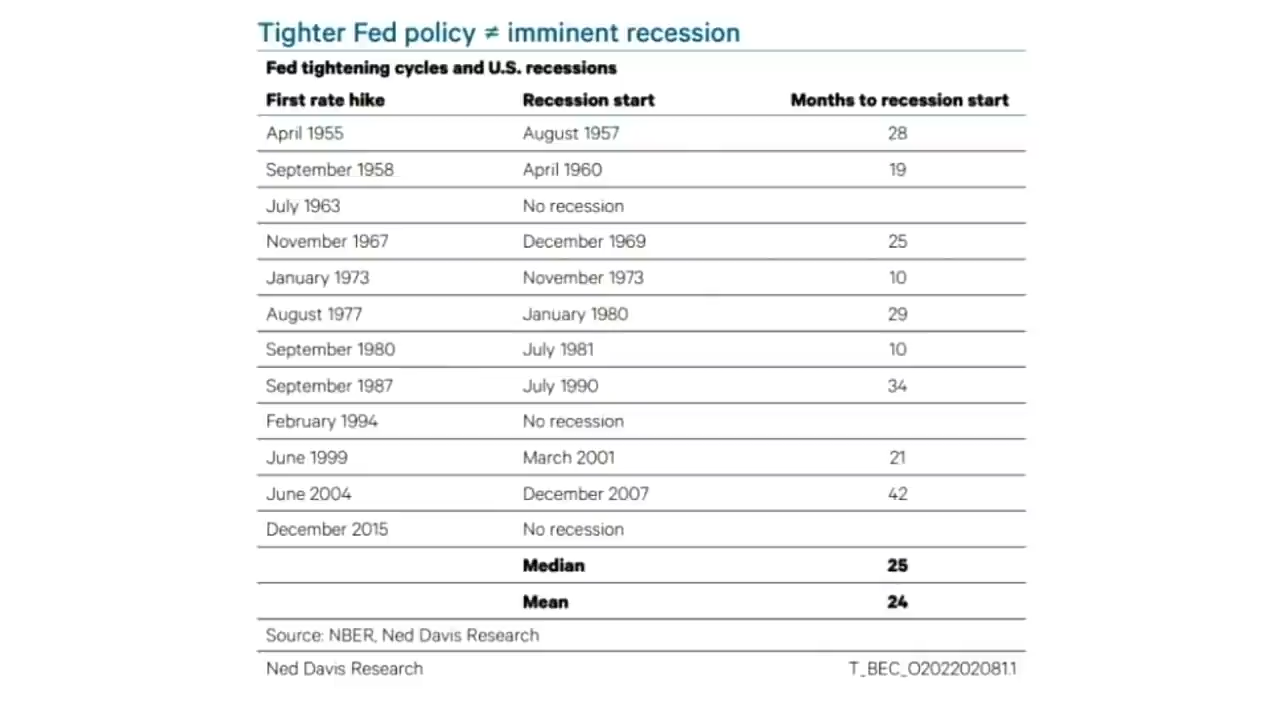 Tighter Fed policy ≠ imminent recession
Fed tightening cycles and U.S. recessions
First rate hike Recession start Months to recession start
April 1955 August 1957 28
September 1958 April 1960 19
July 1963 No recession
November 1967 December 1969 25
January 1973 November 1973 10
August 1977 January 1980 29
September 1980 July 1981 10
September 1987 July 1990 34
February 1994 No recession
June 1999 March 2001 21
June 2004 December 2007 42
December 2015 No recession
Median 25
Mean 24
Source: NBER, Ned Davis Research
Ned Davis Research T_BEC_O202202081.1